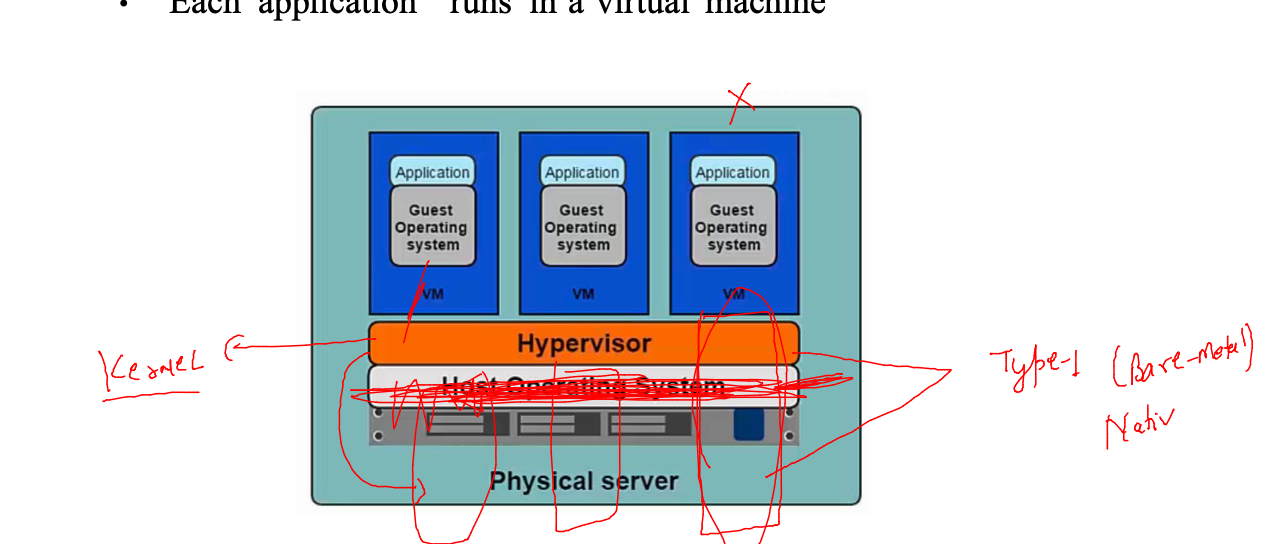 • Each application runs in a virtual machine
Application Application Application
Guest Operating system Guest Operating system Guest Operating system
VM VM VM
Hypervisor
Kernel
Type-1 (Bare-Metal)
Host Operating System
Nativ
Physical server